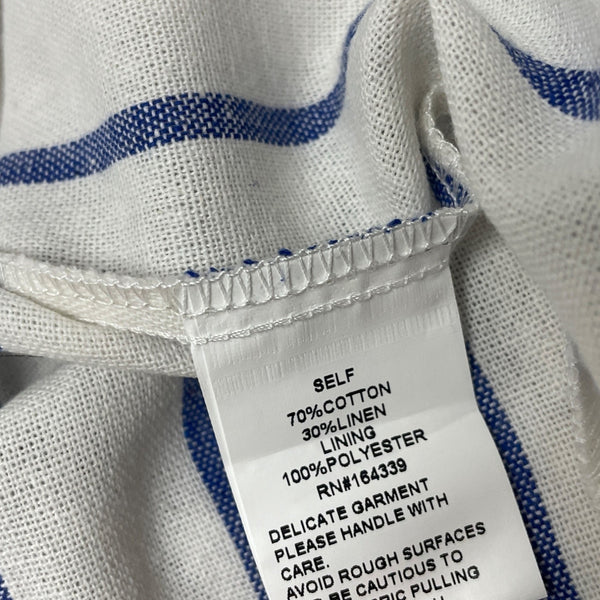 SELF
70%COTTON
30%LINEN
LINING
100%POLYESTER
RN#164339
DELICATE GARMENT
PLEASE HANDLE WITH
CARE.
AVOID ROUGH SURFACES
BE CAUTIOUS TO
PULLING